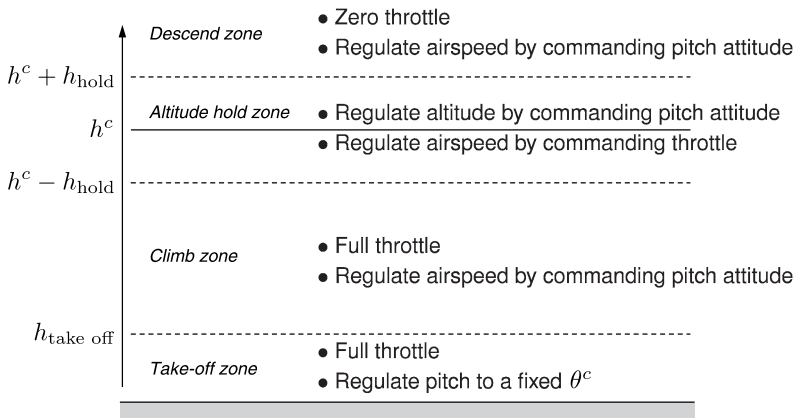 Descend zone
• Zero throttle
• Regulate airspeed by commanding pitch attitude
h^c + h_hold
Altitude hold zone
• Regulate altitude by commanding pitch attitude
h^c
• Regulate airspeed by commanding throttle
h^c − h_hold
Climb zone
• Full throttle
• Regulate airspeed by commanding pitch attitude
h_take off
Take-off zone
• Full throttle
• Regulate pitch to a fixed θ^c